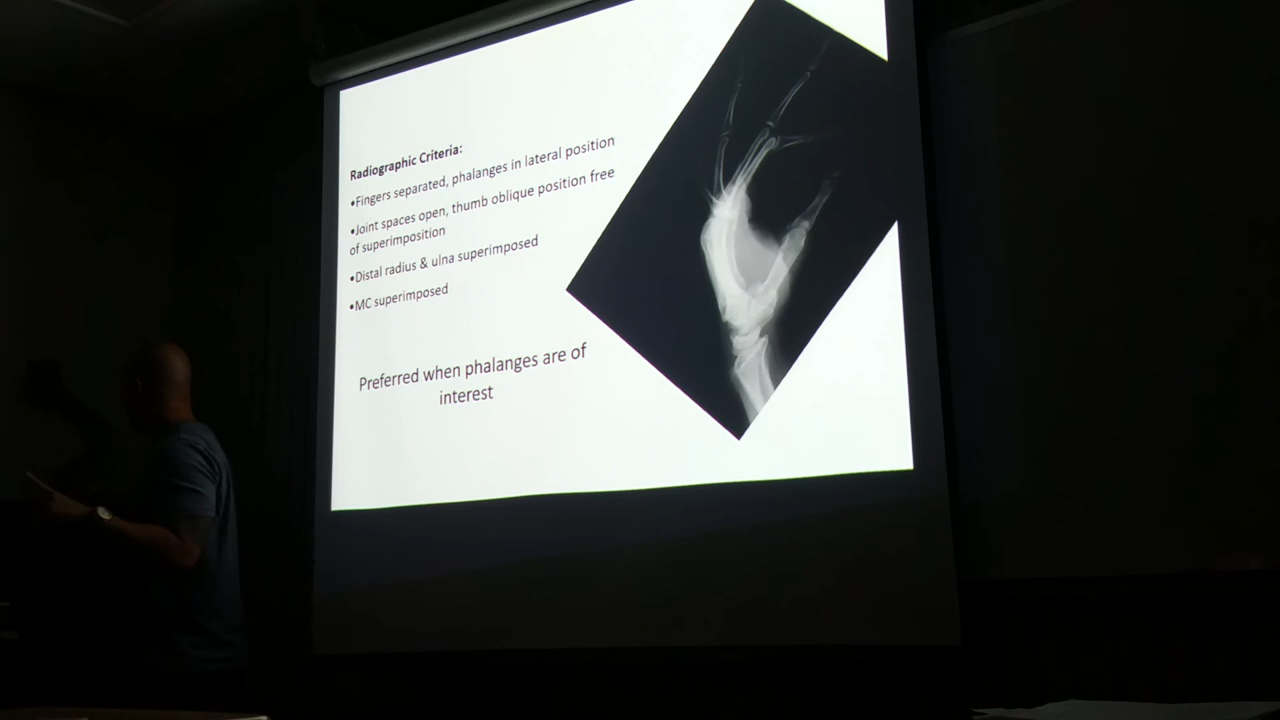 Radiographic Criteria:
•Fingers separated, phalanges in lateral position
•Joint spaces open, thumb oblique position free
of superimposition
•Distal radius & ulna superimposed
•MC superimposed
Preferred when phalanges are of
interest